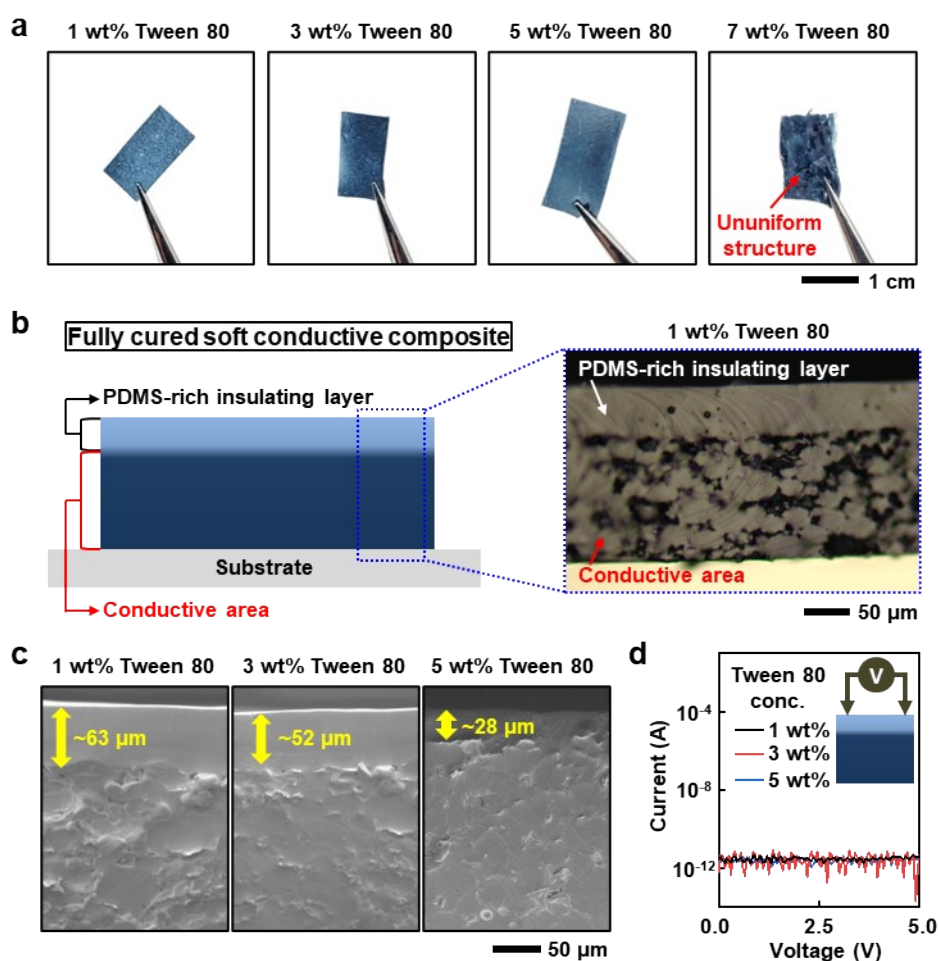 a
1 wt% Tween 80
3 wt% Tween 80
5 wt% Tween 80
7 wt% Tween 80
Ununiform
structure
1 cm
b
Fully cured soft conductive composite
PDMS-rich insulating layer
Substrate
Conductive area
1 wt% Tween 80
PDMS-rich insulating layer
Conductive area
50 μm
c
1 wt% Tween 80
3 wt% Tween 80
5 wt% Tween 80
~63 μm
~52 μm
~28 μm
50 μm
d
Tween 80
conc.
1 wt%
3 wt%
5 wt%
V
Current (A)
10⁻⁴
10⁻⁸
10⁻¹²
0.0
2.5
5.0
Voltage (V)